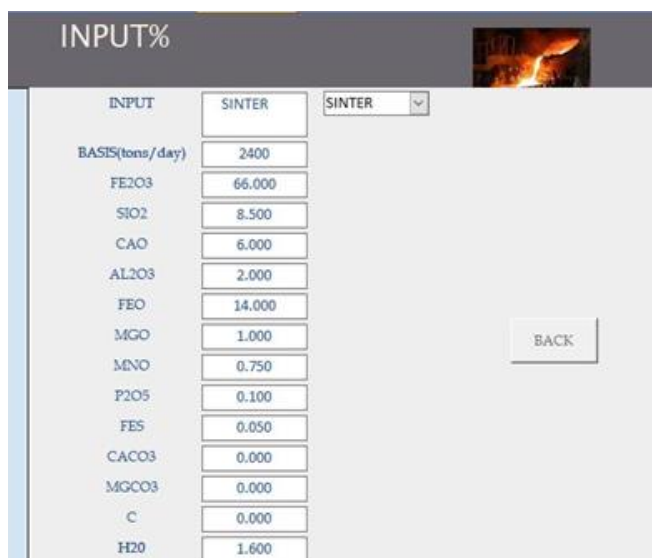 INPUT%
INPUT SINTER SINTER
BASIS(tons/day) 2400
FE2O3 66.000
SIO2 8.500
CAO 6.000
AL2O3 2.000
FEO 14.000
MGO 1.000
BACK
MNO 0.750
P2O5 0.100
FES 0.050
CACO3 0.000
MGCO3 0.000
C 0.000
H20 1.600